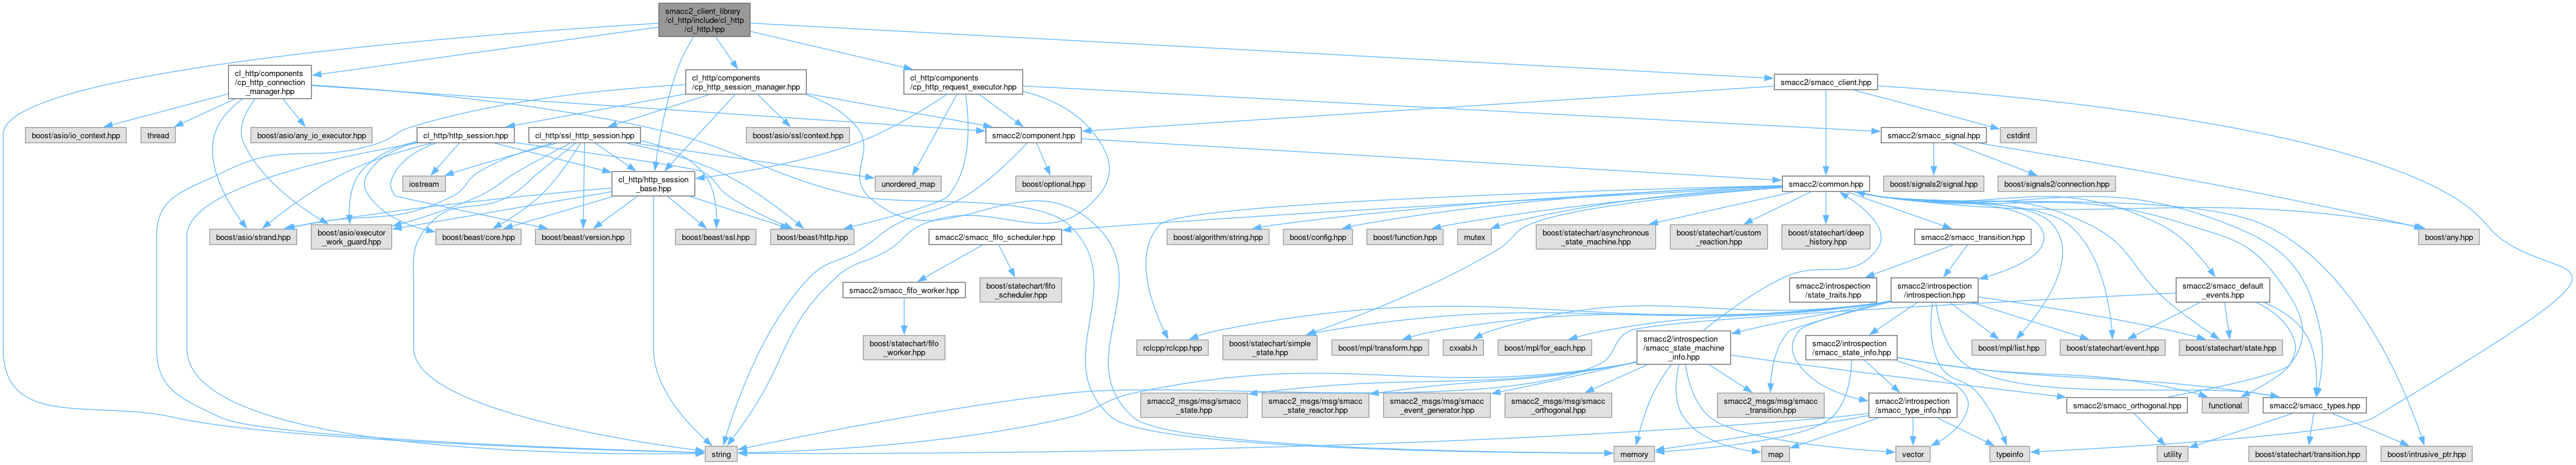 smacc2_client_library
/cl_http/include/cl_http
/cl_http.hpp
cl_http/components
/cp_http_connection
_manager.hpp
cl_http/components
/cp_http_session_manager.hpp
cl_http/components
/cp_http_request_executor.hpp
smacc2/smacc_client.hpp
boost/asio/io_context.hpp
thread
boost/asio/any_io_executor.hpp
cl_http/http_session.hpp
cl_http/ssl_http_session.hpp
boost/asio/ssl/context.hpp
smacc2/component.hpp
smacc2/smacc_signal.hpp
cstdint
iostream
cl_http/http_session
_base.hpp
unordered_map
boost/optional.hpp
smacc2/common.hpp
boost/signals2/signal.hpp
boost/signals2/connection.hpp
boost/asio/strand.hpp
boost/asio/executor
_work_guard.hpp
boost/beast/core.hpp
boost/beast/version.hpp
boost/beast/ssl.hpp
boost/beast/http.hpp
smacc2/smacc_fifo_scheduler.hpp
boost/algorithm/string.hpp
boost/config.hpp
boost/function.hpp
mutex
boost/statechart/asynchronous
_state_machine.hpp
boost/statechart/custom
_reaction.hpp
boost/statechart/deep
_history.hpp
smacc2/smacc_transition.hpp
boost/any.hpp
smacc2/smacc_fifo_worker.hpp
boost/statechart/fifo
_scheduler.hpp
smacc2/introspection
/state_traits.hpp
smacc2/introspection
/introspection.hpp
smacc2/smacc_default
_events.hpp
boost/statechart/fifo
_worker.hpp
rclcpp/rclcpp.hpp
boost/statechart/simple
_state.hpp
boost/mpl/transform.hpp
cxxabi.h
boost/mpl/for_each.hpp
smacc2/introspection
/smacc_state_machine
_info.hpp
smacc2/introspection
/smacc_state_info.hpp
boost/mpl/list.hpp
boost/statechart/event.hpp
boost/statechart/state.hpp
smacc2_msgs/msg/smacc
_state.hpp
smacc2_msgs/msg/smacc
_state_reactor.hpp
smacc2_msgs/msg/smacc
_event_generator.hpp
smacc2_msgs/msg/smacc
_orthogonal.hpp
smacc2_msgs/msg/smacc
_transition.hpp
smacc2/introspection
/smacc_type_info.hpp
smacc2/smacc_orthogonal.hpp
functional
smacc2/smacc_types.hpp
string
memory
map
vector
typeinfo
utility
boost/statechart/transition.hpp
boost/intrusive_ptr.hpp